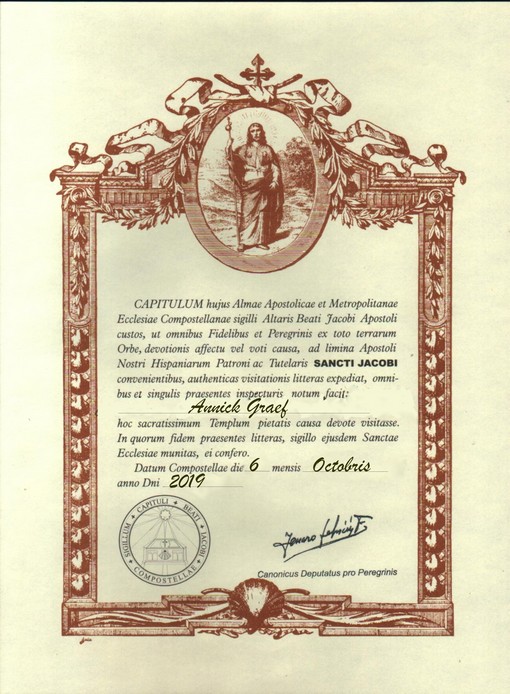 CAPITULUM hujus Almae Apostolicae et Metropolitanae
Ecclesiae Compostellanae sigilli Altaris Beati Jacobi Apostoli
custos, ut omnibus Fidelibus et Peregrinis ex toto terrarum
Orbe, devotionis affectu vel voti causa, ad limina Apostoli
Nostri Hispaniarum Patroni ac Tutelaris SANCTI JACOBI
convenientibus, authenticas visitationis litteras expediat, omni-
bus et singulis praesentes inspecturis notum facit:
Annick Graef
hoc sacratissimum Templum pietatis causa devote visitasse.
In quorum fidem praesentes litteras, sigillo ejusdem Sanctae
Ecclesiae munitas, ei confero.
Datum Compostellae die 6 mensis Octobris
anno Dni 2019
SIGILLUM CAPITULI BEATI JACOBI
COMPOSTELLAE
Canonicus Deputatus pro Peregrinis